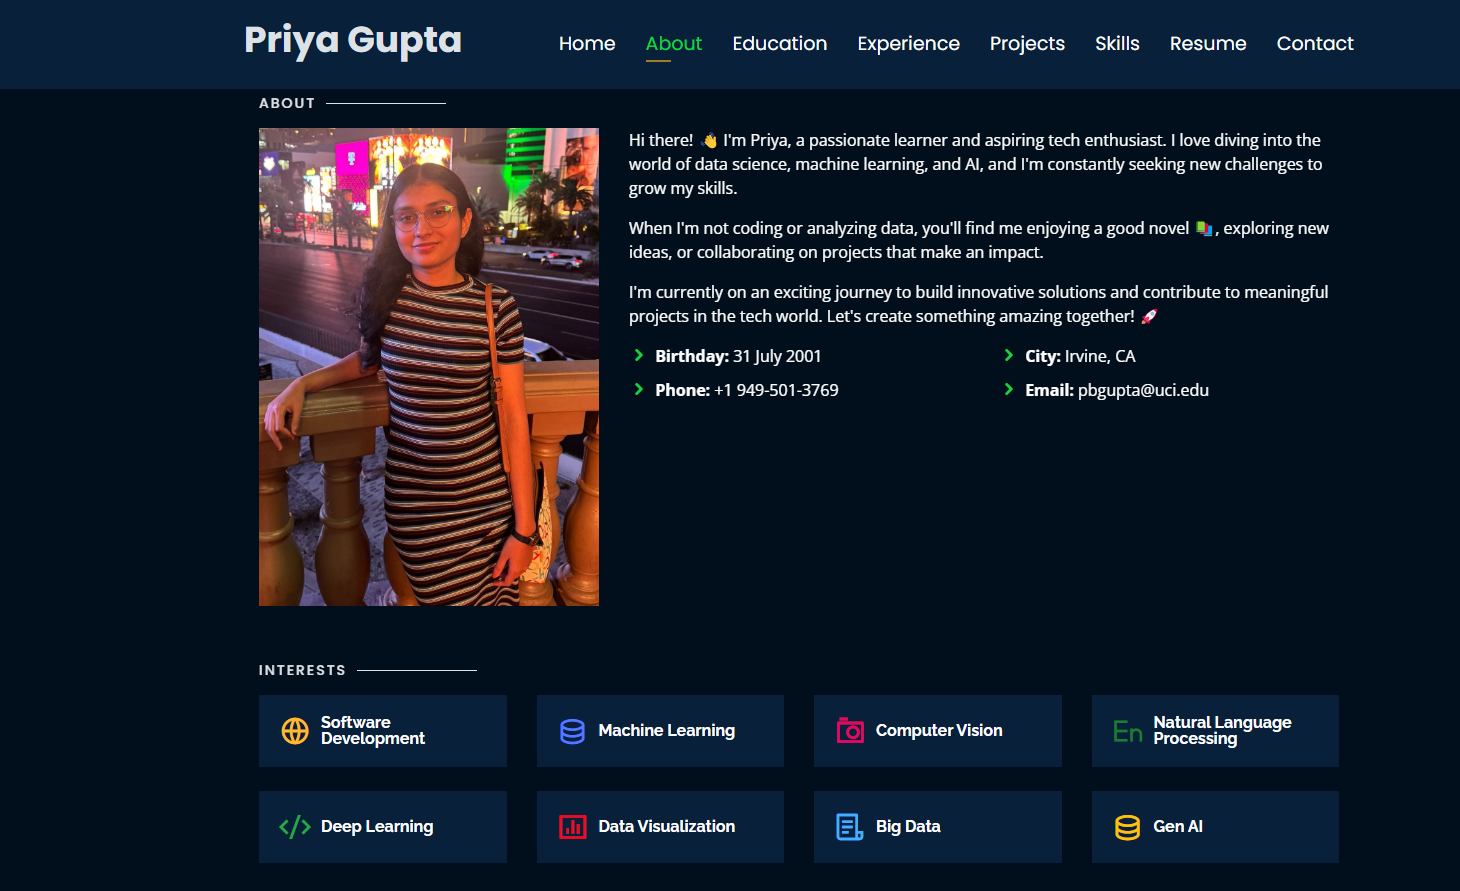 Priya Gupta
Home About Education Experience Projects Skills Resume Contact
ABOUT
Hi there! 👋 I'm Priya, a passionate learner and aspiring tech enthusiast. I love diving into the
world of data science, machine learning, and AI, and I'm constantly seeking new challenges to
grow my skills.
When I'm not coding or analyzing data, you'll find me enjoying a good novel 📚, exploring new
ideas, or collaborating on projects that make an impact.
I'm currently on an exciting journey to build innovative solutions and contribute to meaningful
projects in the tech world. Let's create something amazing together! 🚀
Birthday: 31 July 2001
City: Irvine, CA
Phone: +1 949-501-3769
Email: pbgupta@uci.edu
INTERESTS
Software
Development
Machine Learning
Computer Vision
En
Natural Language
Processing
Deep Learning
Data Visualization
Big Data
Gen AI